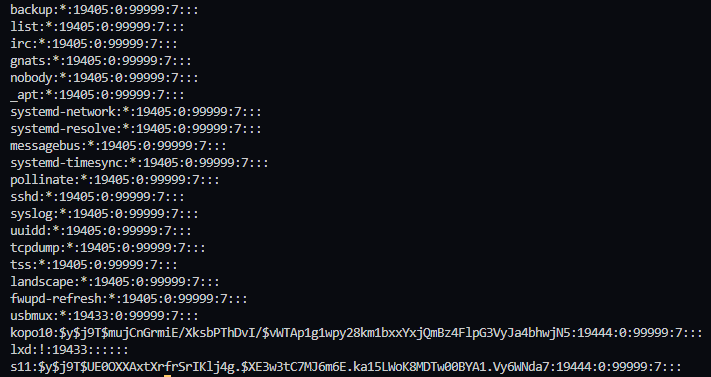 backup:*:19405:0:99999:7:::
list:*:19405:0:99999:7:::
irc:*:19405:0:99999:7:::
gnats:*:19405:0:99999:7:::
nobody:*:19405:0:99999:7:::
_apt:*:19405:0:99999:7:::
systemd-network:*:19405:0:99999:7:::
systemd-resolve:*:19405:0:99999:7:::
messagebus:*:19405:0:99999:7:::
systemd-timesync:*:19405:0:99999:7:::
pollinate:*:19405:0:99999:7:::
sshd:*:19405:0:99999:7:::
syslog:*:19405:0:99999:7:::
uuidd:*:19405:0:99999:7:::
tcpdump:*:19405:0:99999:7:::
tss:*:19405:0:99999:7:::
landscape:*:19405:0:99999:7:::
fwupd-refresh:*:19405:0:99999:7:::
usbmux:*:19433:0:99999:7:::
kopo10:$y$j9T$mujCnGrmiE/XksbPThDvI/$vWTAp1g1wpy28km1bxxYxjQmBz4FlpG3VyJa4bhwjN5:19444:0:99999:7:::
lxd:!:19433::::::
s11:$y$j9T$UE0OXXAxtXrfrSrIKlj4g.$XE3w3tC7MJ6m6E.ka15LWoK8MDTw00BYA1.Vy6WNda7:19444:0:99999:7:::